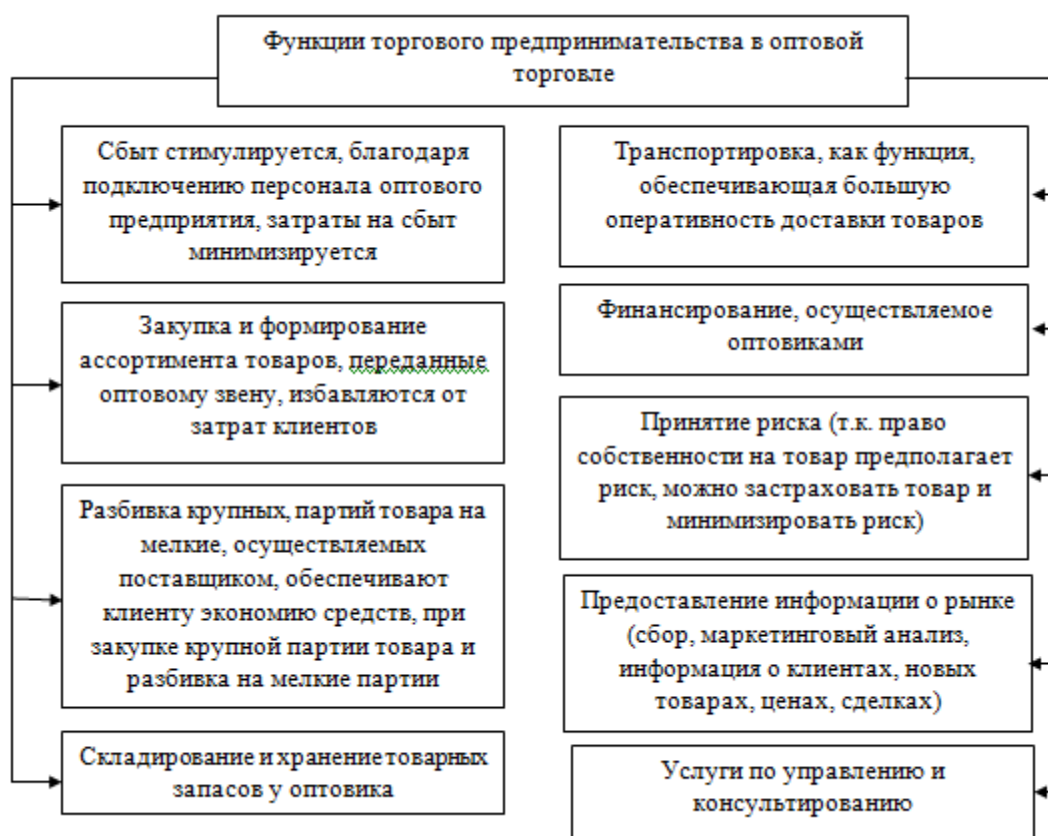 Функции торгового предпринимательства в оптовой
торговле
Сбыт стимулируется, благодаря
подключению персонала оптового
предприятия, затраты на сбыт
минимизируется
Закупка и формирование
ассортимента товаров, переданные
оптовому звену, избавляются от
затрат клиентов
Разбивка крупных, партий товара на
мелкие, осуществляемых
поставщиком, обеспечивают
клиенту экономию средств, при
закупке крупной партии товара и
разбивка на мелкие партии
Складирование и хранение товарных
запасов у оптовика
Транспортировка, как функция,
обеспечивающая большую
оперативность доставки товаров
Финансирование, осуществляемое
оптовиками
Принятие риска (т.к. право
собственности на товар предполагает
риск, можно застраховать товар и
минимизировать риск)
Предоставление информации о рынке
(сбор, маркетинговый анализ,
информация о клиентах, новых
товарах, ценах, сделках)
Услуги по управлению и
консультированию